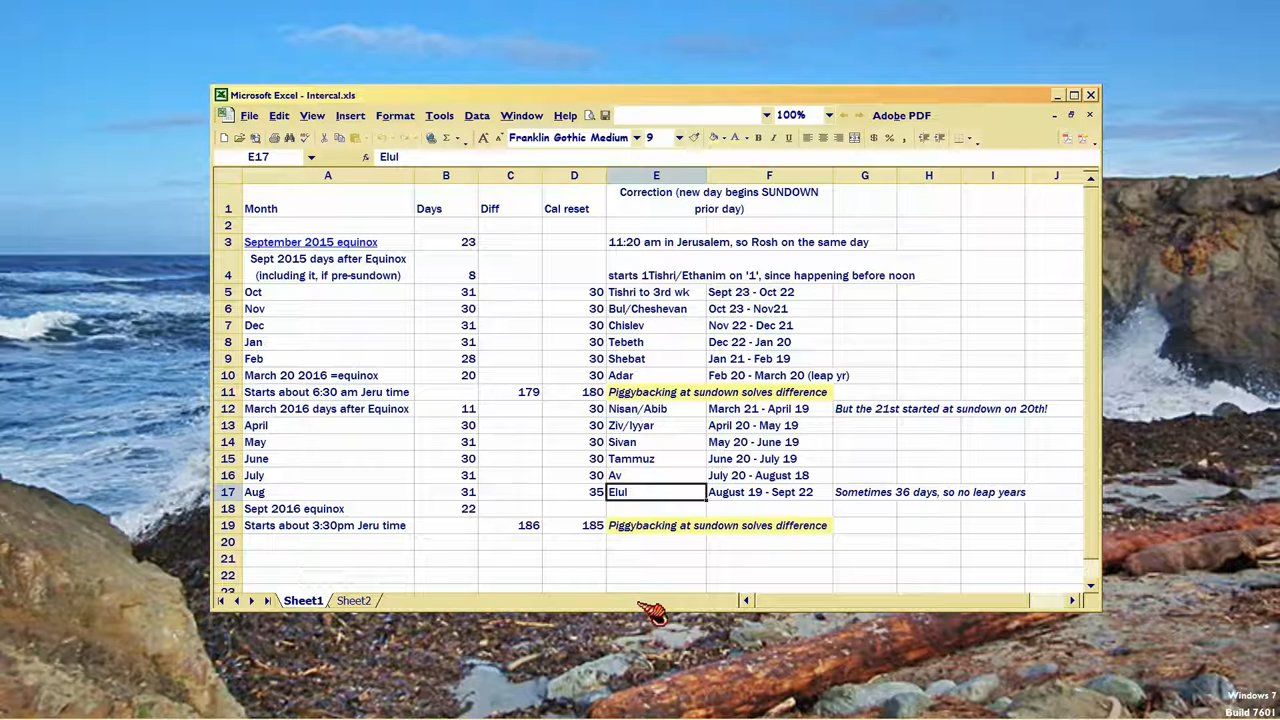 Microsoft Excel - Intercal.xls
File Edit View Insert Format Tools Data Window Help 100% Adobe PDF
Franklin Gothic Medium 9
E17 Elul
A B C D E F G H I J
1 Month Days Diff Cal reset Correction (new day begins SUNDOWN
prior day)
2
3 September 2015 equinox 23 11:20 am in Jerusalem, so Rosh on the same day
Sept 2015 days after Equinox
4 (including it, if pre-sundown) 8 starts 1Tishri/Ethanim on '1', since happening before noon
5 Oct 31 30 Tishri to 3rd wk Sept 23 - Oct 22
6 Nov 30 30 Bul/Cheshevan Oct 23 - Nov21
7 Dec 31 30 Chislev Nov 22 - Dec 21
8 Jan 31 30 Tebeth Dec 22 - Jan 20
9 Feb 28 30 Shebat Jan 21 - Feb 19
10 March 20 2016 =equinox 20 30 Adar Feb 20 - March 20 (leap yr)
11 Starts about 6:30 am Jeru time 179 180 Piggybacking at sundown solves difference
12 March 2016 days after Equinox 11 30 Nisan/Abib March 21 - April 19 But the 21st started at sundown on 20th!
13 April 30 30 Ziv/Iyyar April 20 - May 19
14 May 31 30 Sivan May 20 - June 19
15 June 30 30 Tammuz June 20 - July 19
16 July 31 30 Av July 20 - August 18
17 Aug 31 35 Elul August 19 - Sept 22 Sometimes 36 days, so no leap years
18 Sept 2016 equinox 22
19 Starts about 3:30pm Jeru time 186 185 Piggybacking at sundown solves difference
20
21
22
23
Sheet1 Sheet2
Windows 7
Build 7601